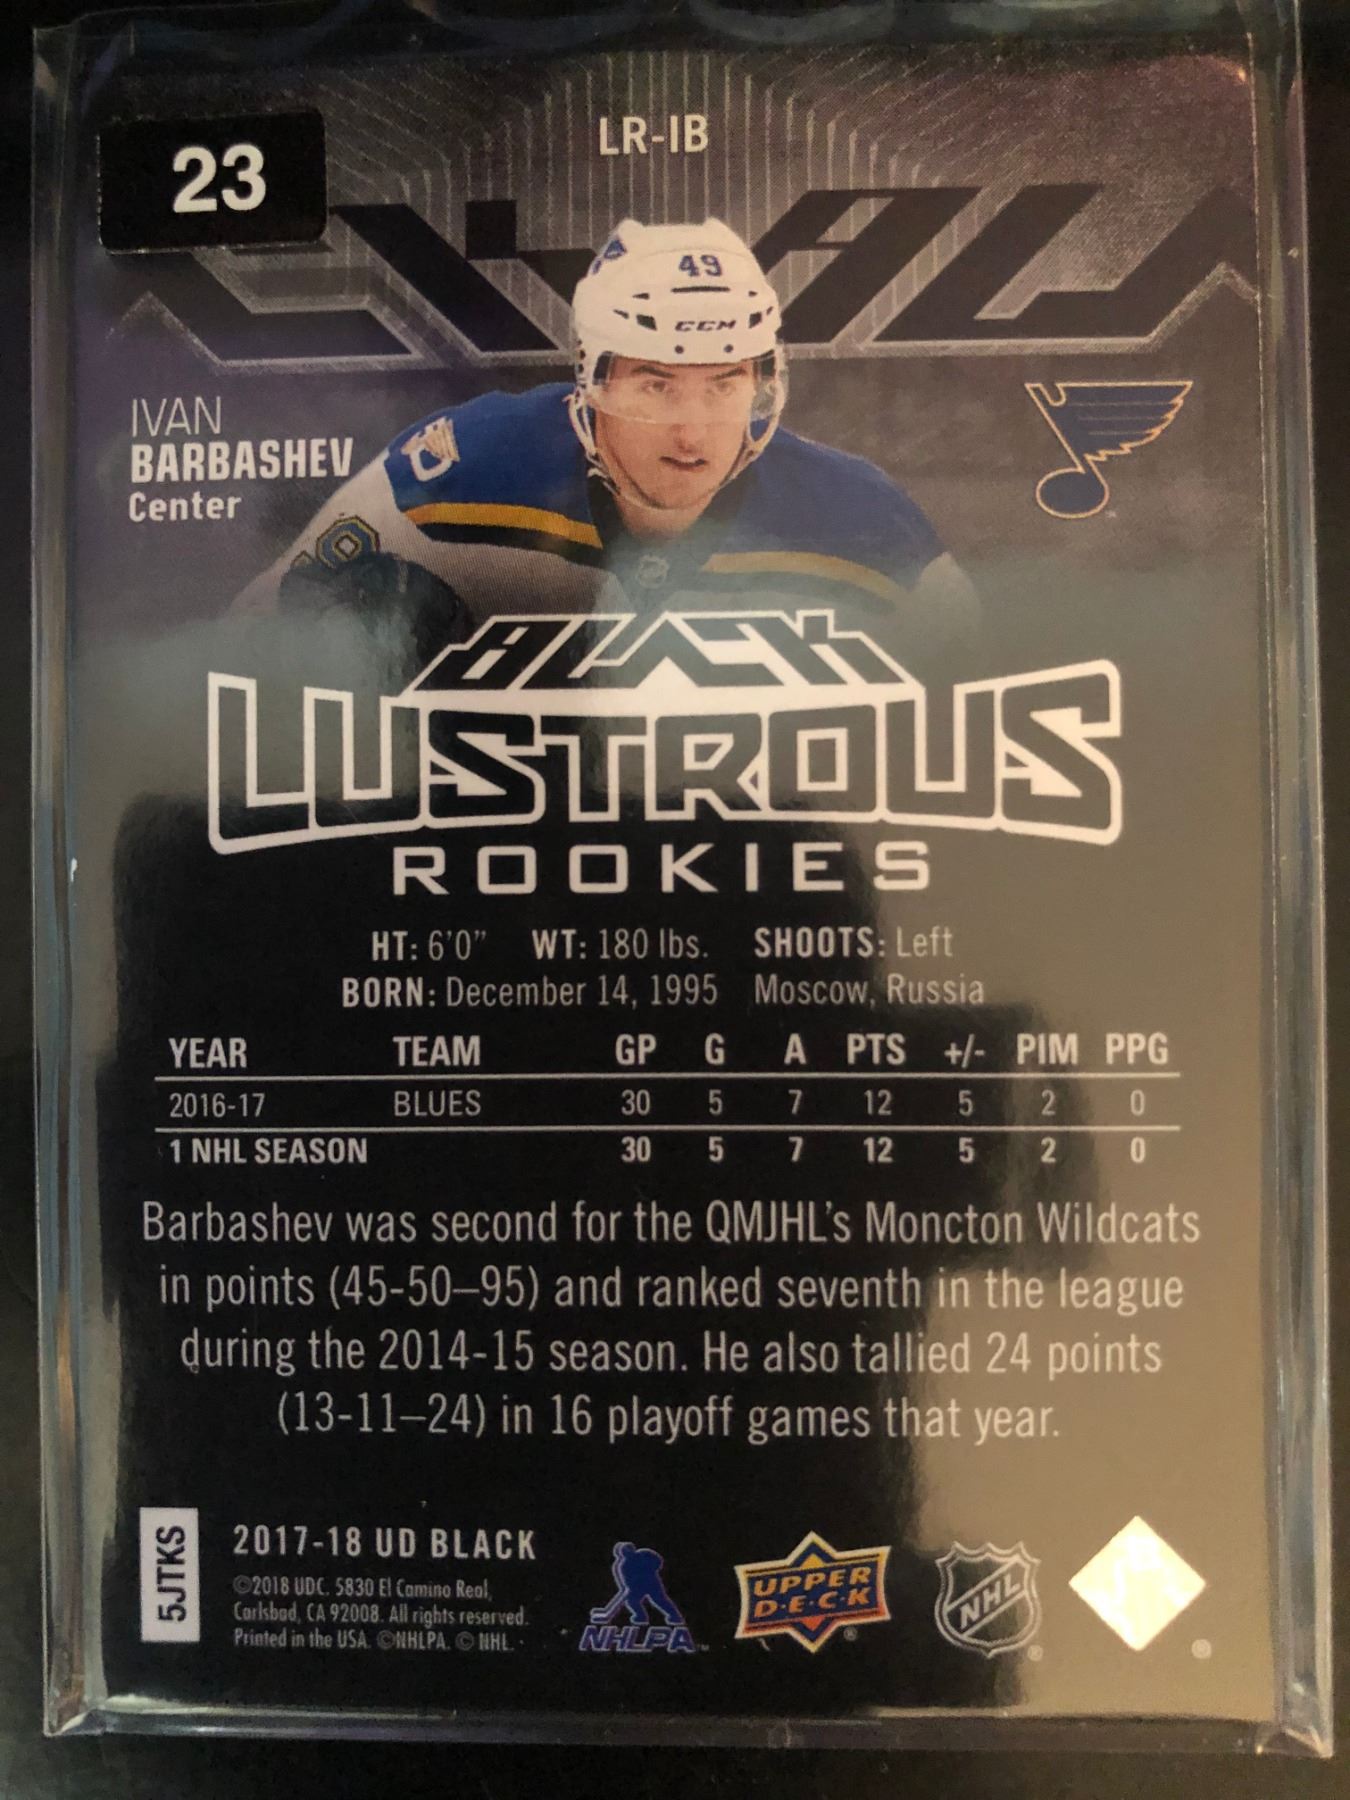 23
LR-IB
49
CCM
IVAN
BARBASHEV
Center
BLACK
LUSTROUS
ROOKIES
HT: 6'0" WT: 180 lbs. SHOOTS: Left
BORN: December 14, 1995 Moscow, Russia
YEAR TEAM GP G A PTS +/- PIM PPG
2016-17 BLUES 30 5 7 12 5 2 0
1 NHL SEASON 30 5 7 12 5 2 0
Barbashev was second for the QMJHL's Moncton Wildcats
in points (45-50–95) and ranked seventh in the league
during the 2014-15 season. He also tallied 24 points
(13-11–24) in 16 playoff games that year.
5JTKS
2017-18 UD BLACK
©2018 UDC. 5830 El Camino Real,
Carlsbad, CA 92008. All rights reserved.
Printed in the USA. ©NHLPA. © NHL.
NHLPA
UPPER
D·E·C·K
®
NHL
®
®